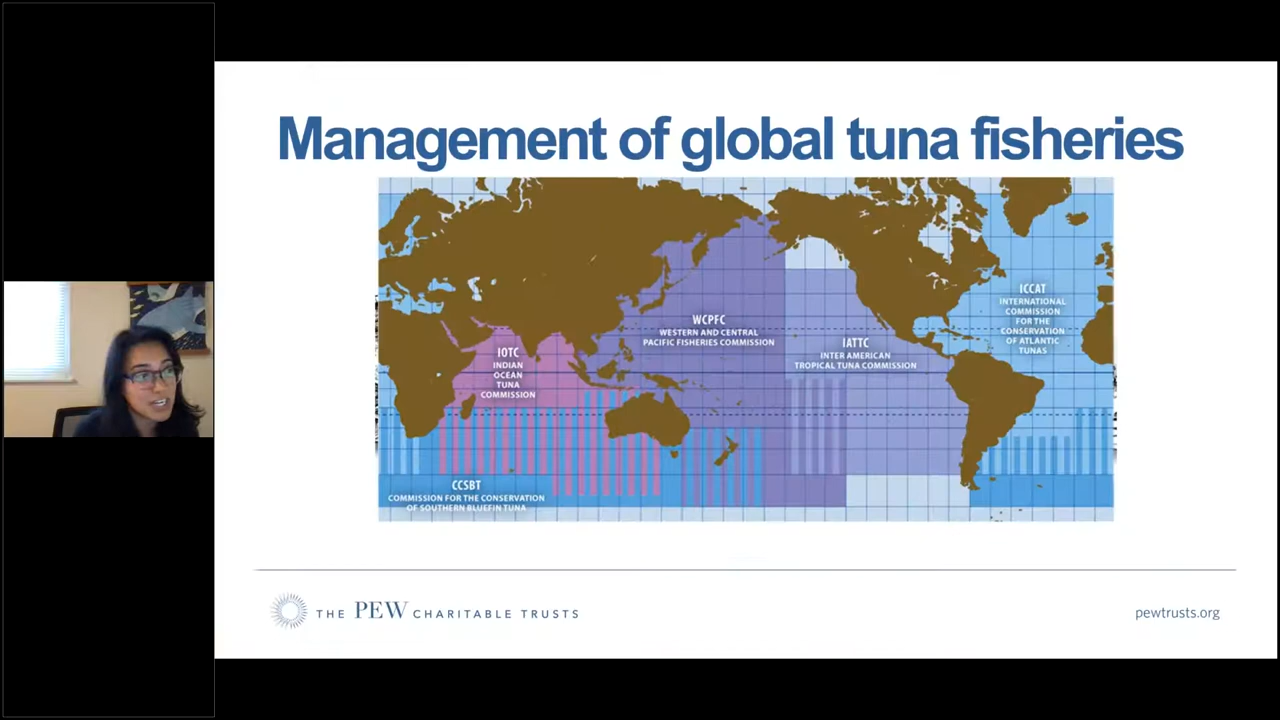 Management of global tuna fisheries
ICCAT
INTERNATIONAL
COMMISSION
FOR THE
CONSERVATION
OF ATLANTIC
TUNAS
WCPFC
WESTERN AND CENTRAL
PACIFIC FISHERIES COMMISSION
IATTC
INTER AMERICAN
TROPICAL TUNA COMMISSION
IOTC
INDIAN
OCEAN
TUNA
COMMISSION
CCSBT
COMMISSION FOR THE CONSERVATION
OF SOUTHERN BLUEFIN TUNA
THE PEW CHARITABLE TRUSTS
pewtrusts.org